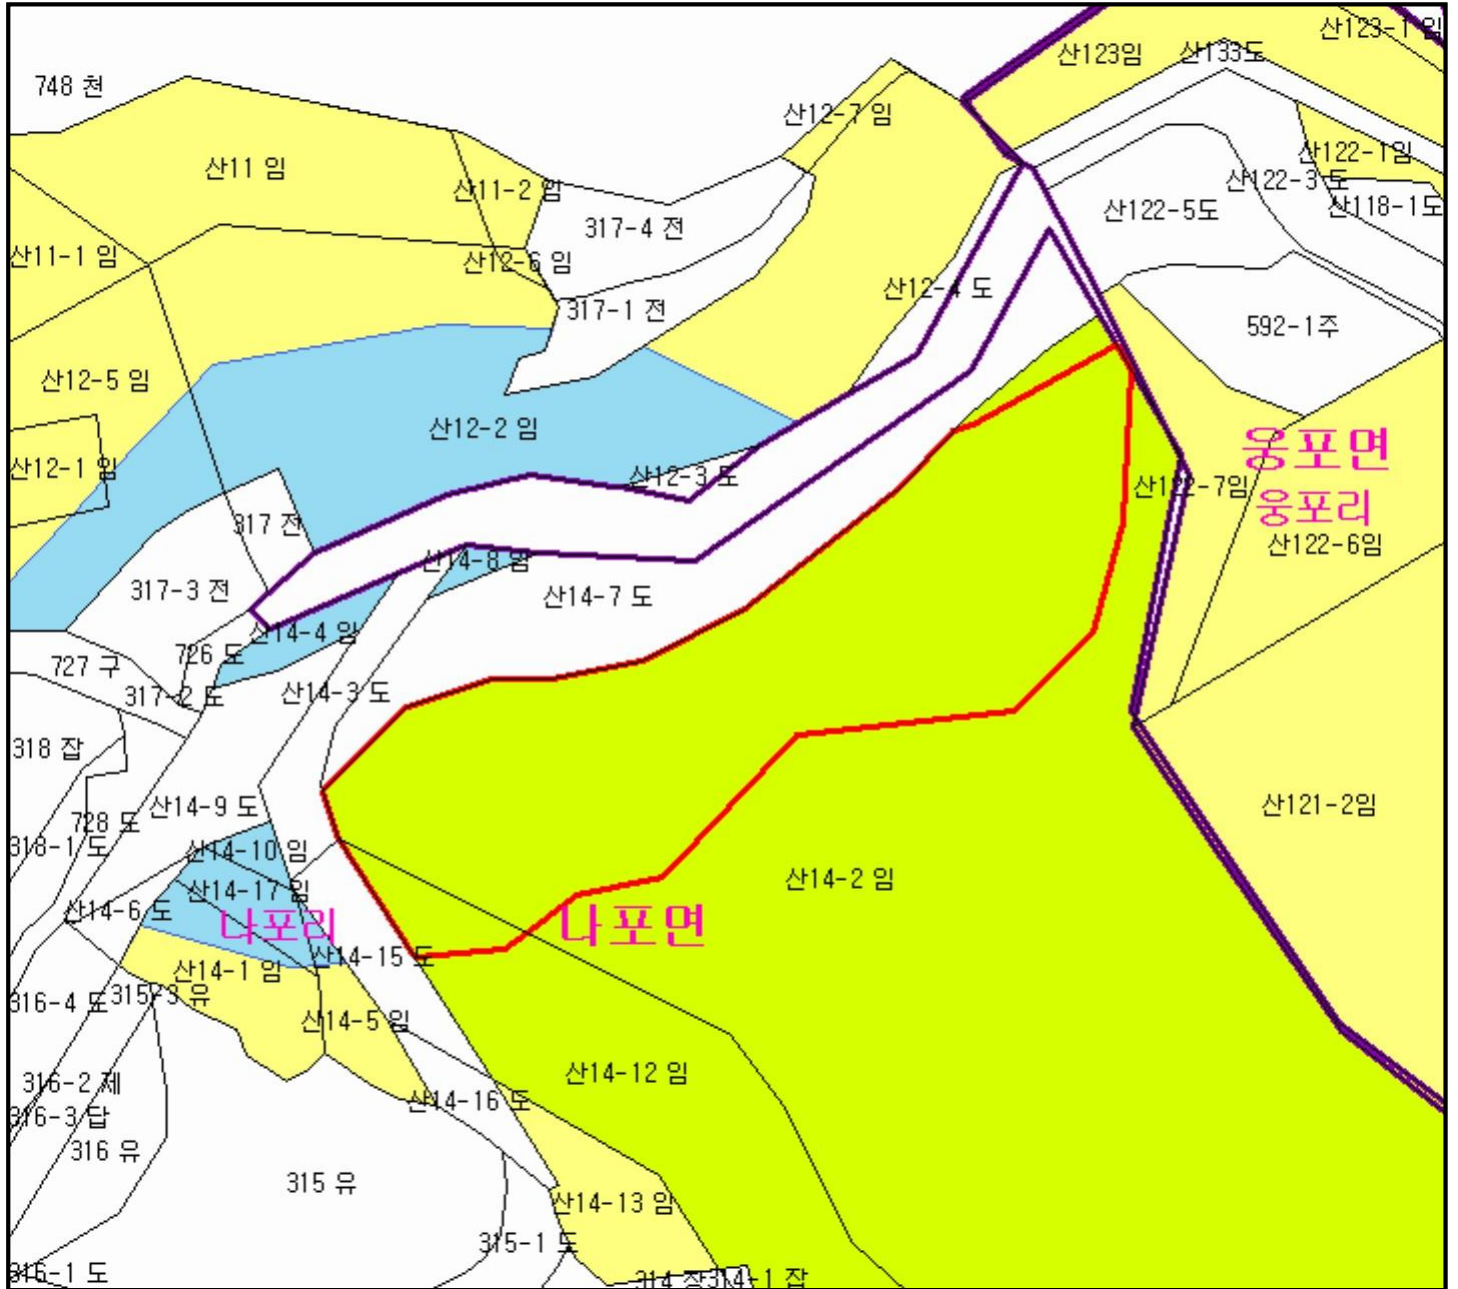 산123-1 임
산123임
산133도
748 천
산12-7 임
산122-1임
산11 임
산11-2 임
산122-3 도
산122-5도
산118-1도
317-4 전
산11-1 임
산12-6 임
산12-4 도
317-1 전
592-1주
산12-5 임
산12-2 임
웅포면
산12-1 임
산12-3 도
산122-7임
웅포리
317 전
산122-6임
산14-8 임
317-3 전
산14-7 도
산14-4 임
726 도
727 구
317-2 도
산14-3 도
318 잡
산14-9 도
산121-2임
728 도
318-1 도
산14-10 임
산14-2 임
산14-17 임
산14-6 도
나포리
나포면
산14-15 도
산14-1 임
315-3 유
316-4 도
산14-5 임
산14-12 임
316-2 제
산14-16 도
316-3 답
316 유
315 유
산14-13 임
315-1 도
316-1 도
314 장
314-1 잡